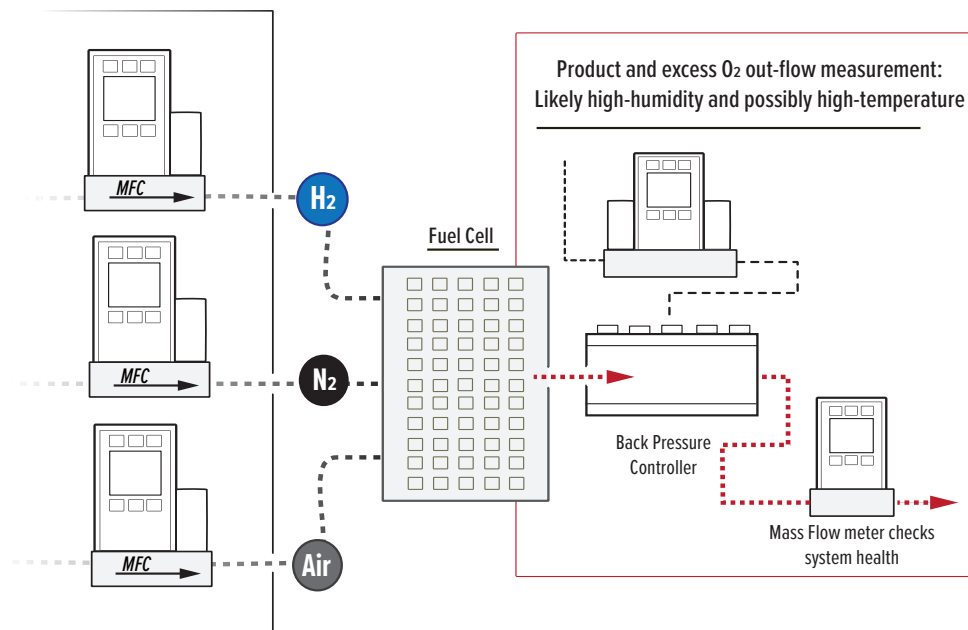 Product and excess O₂ out-flow measurement:
Likely high-humidity and possibly high-temperature
MFC
H₂
Fuel Cell
MFC
N₂
Back Pressure
Controller
Mass Flow meter checks
system health
MFC
Air